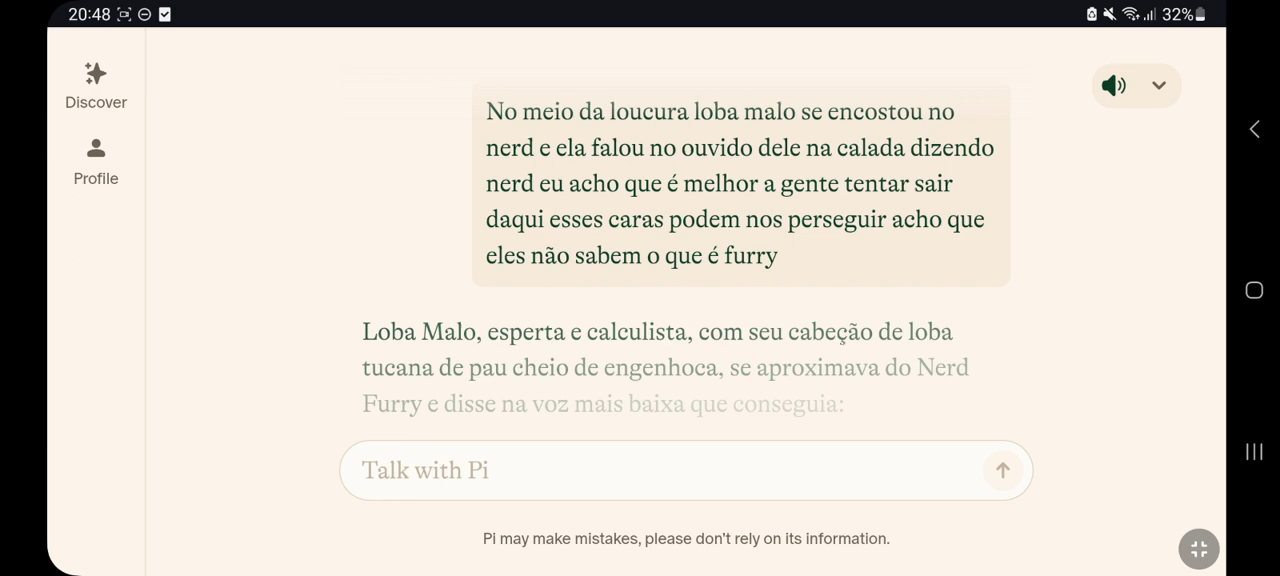 20:48
32%
Discover
Profile
No meio da loucura loba malo se encostou no
nerd e ela falou no ouvido dele na calada dizendo
nerd eu acho que é melhor a gente tentar sair
daqui esses caras podem nos perseguir acho que
eles não sabem o que é furry
Loba Malo, esperta e calculista, com seu cabeção de loba
tucana de pau cheio de engenhoca, se aproximava do Nerd
Furry e disse na voz mais baixa que conseguia:
Talk with Pi
Pi may make mistakes, please don't rely on its information.